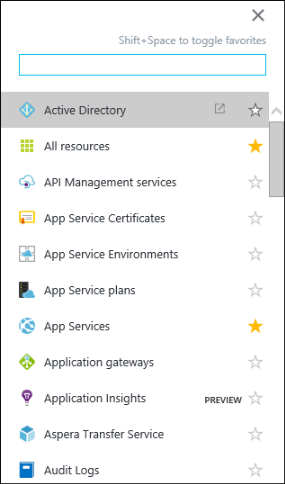 Shift+Space to toggle favorites
Active Directory
All resources
API Management services
App Service Certificates
App Service Environments
App Service plans
App Services
Application gateways
Application Insights PREVIEW
Aspera Transfer Service
Audit Logs